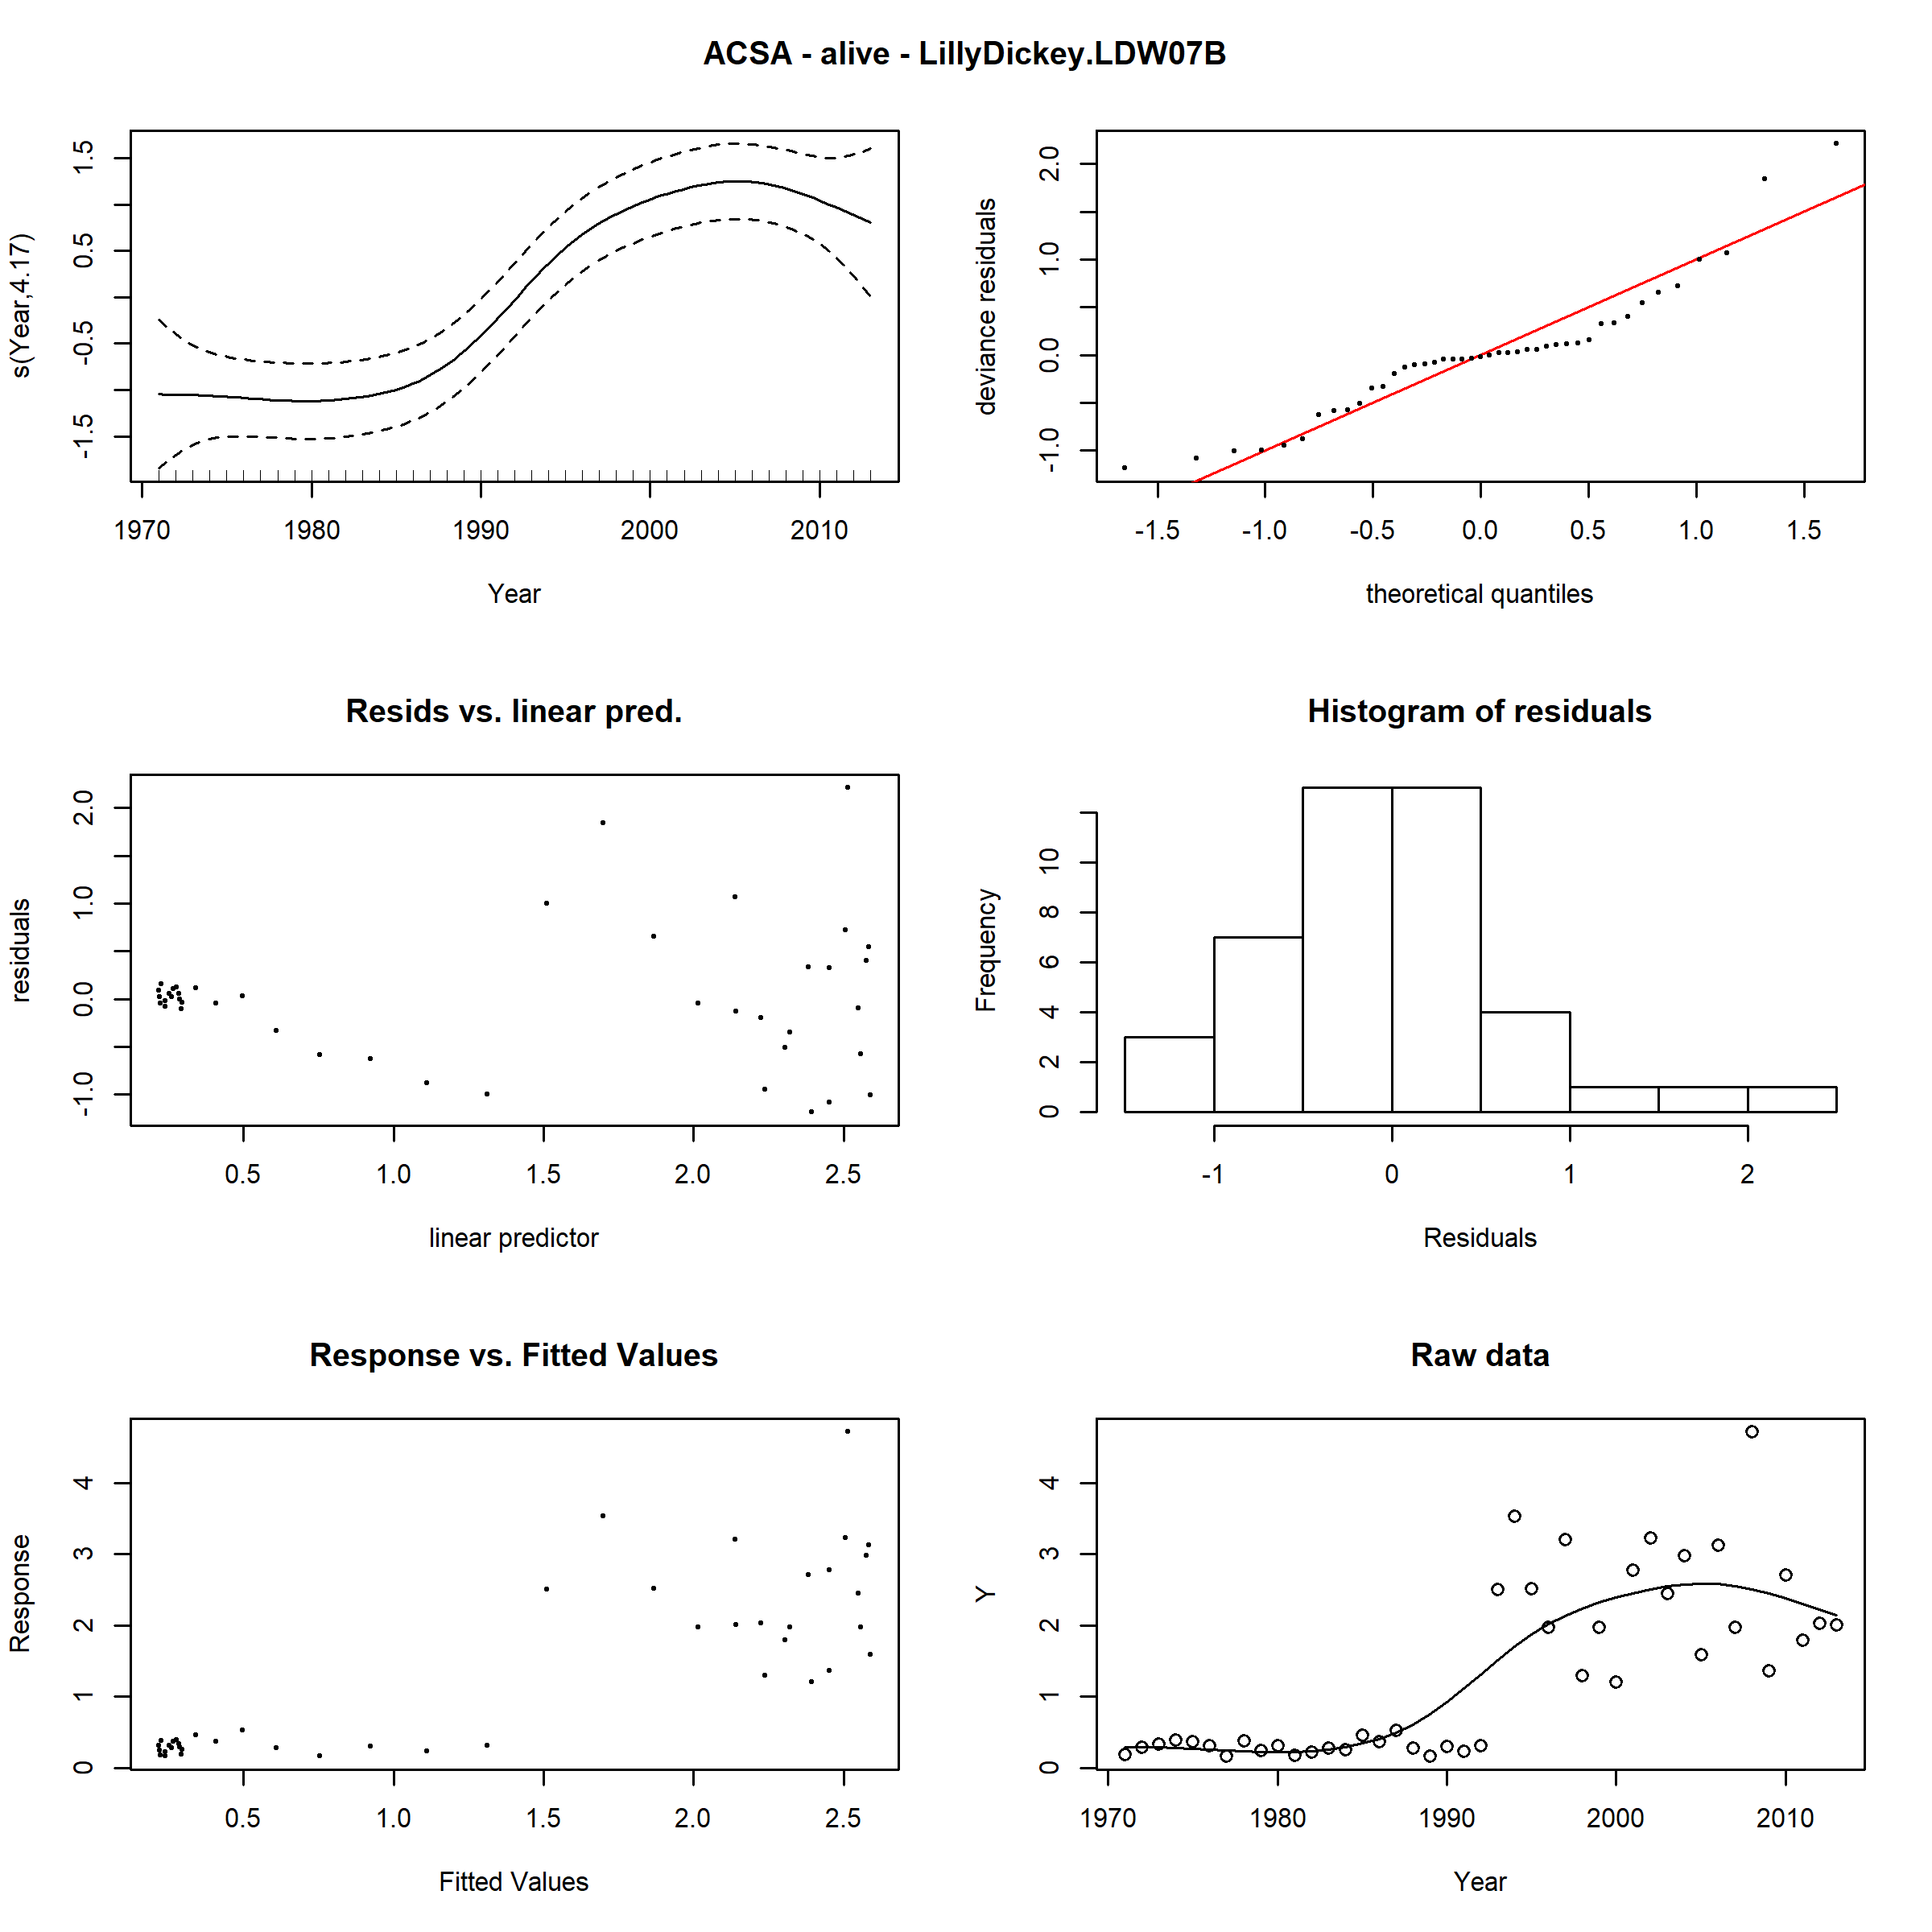 ACSA - alive - LillyDickey.LDW07B
s(Year,4.17)
1.5
0.5
-0.5
-1.5
1970 1980 1990 2000 2010
Year
deviance residuals
2.0
1.0
0.0
-1.0
-1.5 -1.0 -0.5 0.0 0.5 1.0 1.5
theoretical quantiles
Resids vs. linear pred.
residuals
2.0
1.0
0.0
-1.0
0.5 1.0 1.5 2.0 2.5
linear predictor
Histogram of residuals
Frequency
10
8
6
4
2
0
-1 0 1 2
Residuals
Response vs. Fitted Values
Response
4
3
2
1
0
0.5 1.0 1.5 2.0 2.5
Fitted Values
Raw data
Y
4
3
2
1
0
1970 1980 1990 2000 2010
Year